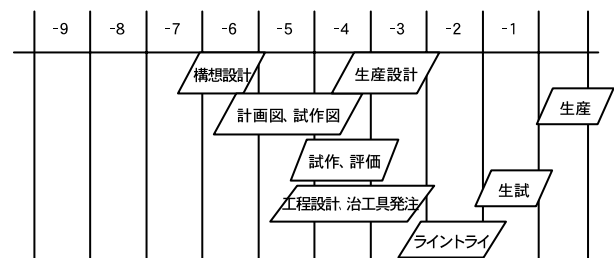 -9 -8 -7 -6 -5 -4 -3 -2 -1
構想設計 生産設計
計画図、試作図 生産
試作、評価
工程設計、治工具発注 生試
ライントライ